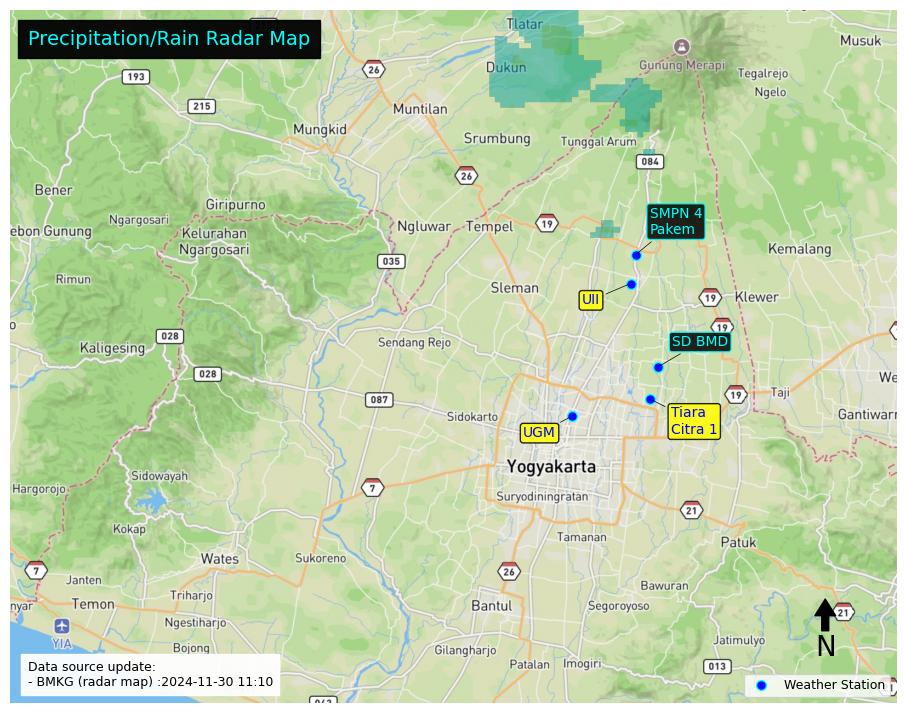 Precipitation/Rain Radar Map
Tlatar
Musuk
26
Gunung Merapi
Dukun
Tegalrejo
193
Ngelo
215
Muntilan
Mungkid
Srumbung
Tunggal Arum
084
26
Bener
Giripurno
SMPN 4
Pakem
Ngargosari
Ngluwar
Tempel
19
ebon Gunung
Kelurahan
Ngargosari
Kemalang
035
Rimun
Sleman
UII
19
Klewer
19
028
Kaligesing
Sendang Rejo
SD BMD
028
We
Taji
19
087
Sidokarto
Tiara
Citra 1
Gantiwarn
UGM
Yogyakarta
Sidowayah
Hargorojo
7
Suryodiningratan
21
Kokap
Tamanan
Patuk
Wates
Sukoreno
7
26
Janten
Bawuran
Triharjo
nyar
Temon
Bantul
Segoroyoso
21
Ngestiharjo
YIA
Jatimulyo
Bojong
Gilangharjo
N
Patalan
Imogiri
013
Data source update:
- BMKG (radar map) :2024-11-30 11:10
Weather Station